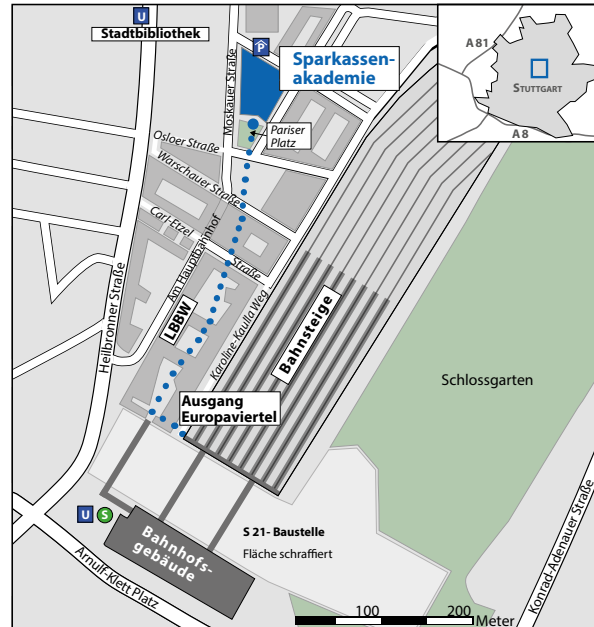 U
Stadtbibliothek
Moskauer Straße
P
Sparkassen-
akademie
A 81
STUTTGART
A 8
Pariser
Platz
Osloer Straße
Warschauer Straße
Carl-Etzel
Straße
Am Hauptbahnhof
Heilbronner Straße
LBBW
Karoline-Kaulla Weg
Bahnsteige
Schlossgarten
Ausgang
Europaviertel
U
S
Bahnhofs-
gebäude
S 21- Baustelle
Fläche schraffiert
Arnulf-Klett Platz
Konrad-Adenauer Straße
100
200
Meter